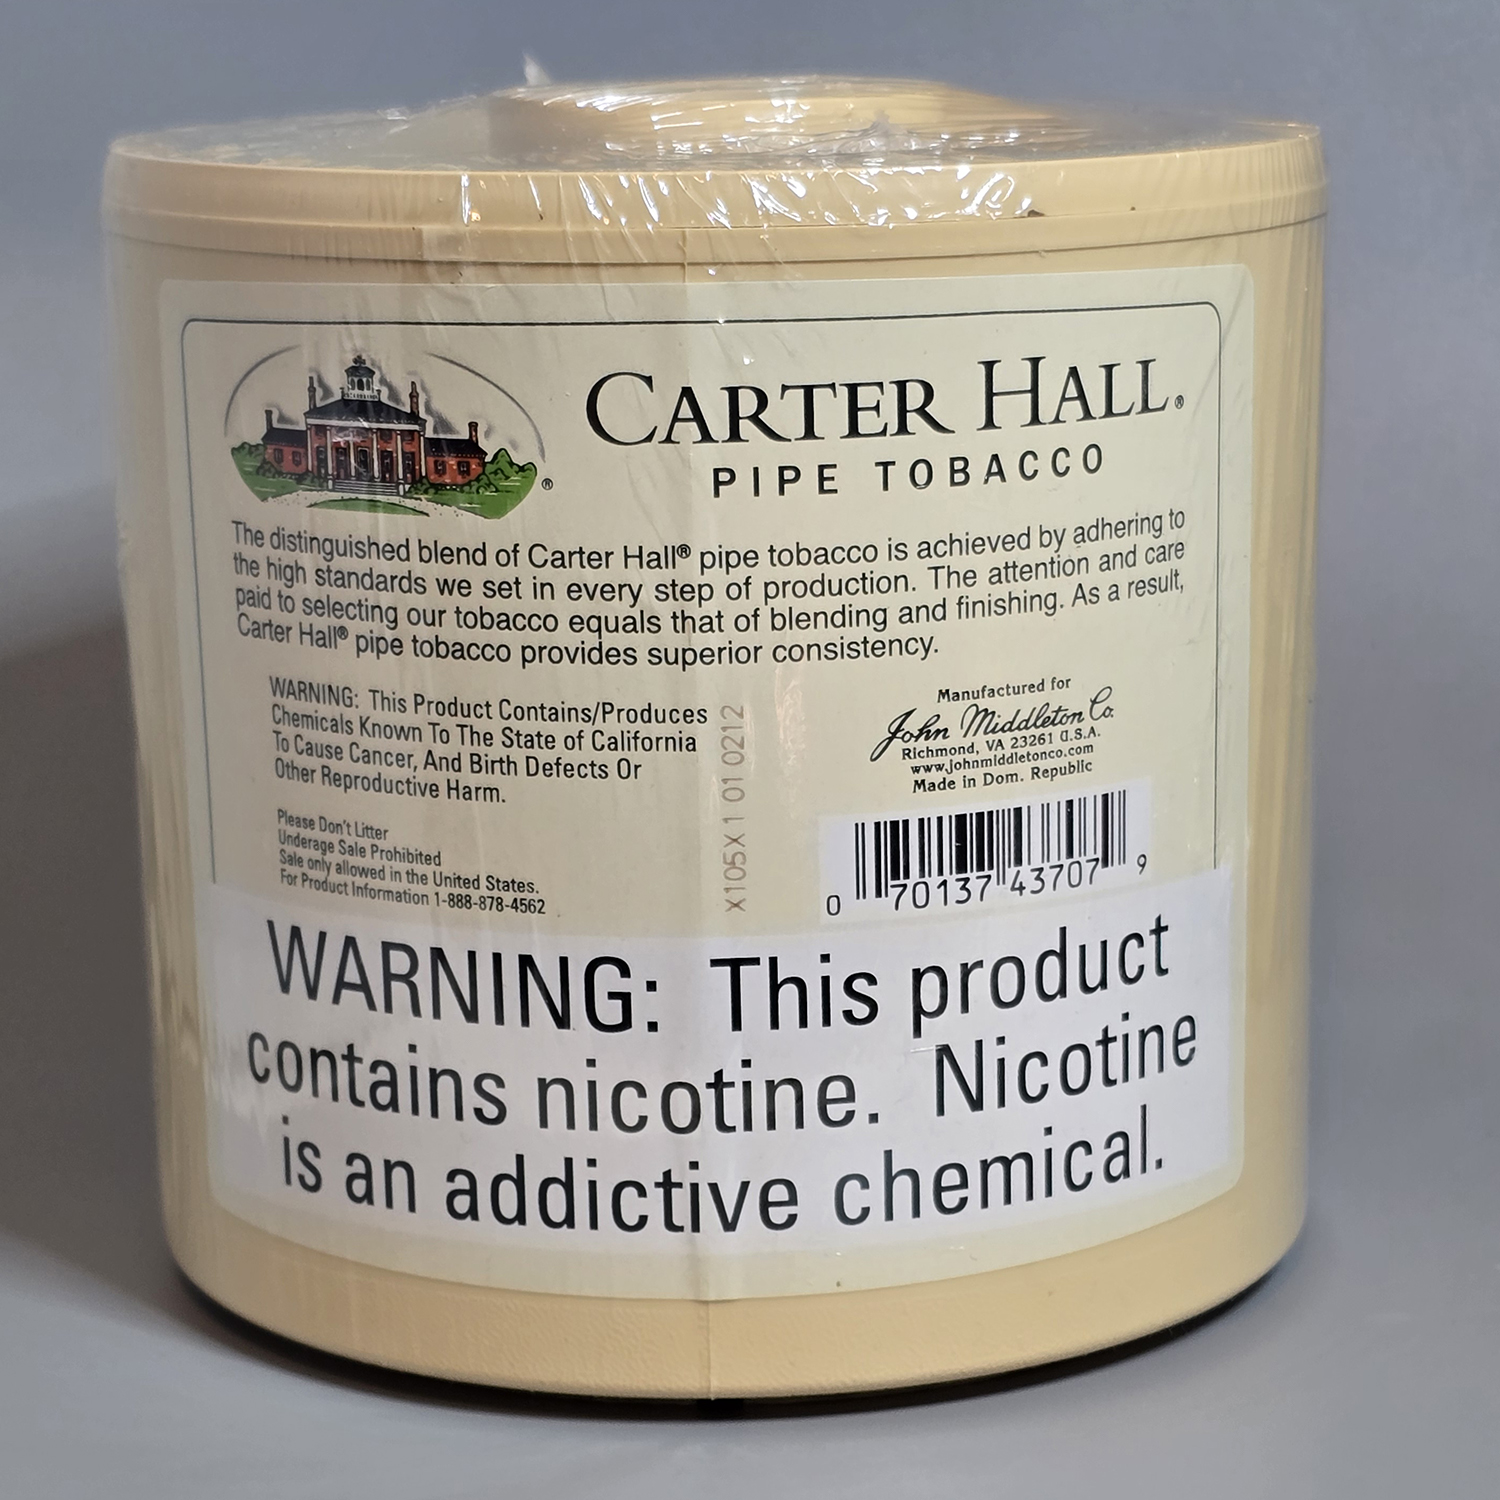 CARTER HALL®
PIPE TOBACCO
®
The distinguished blend of Carter Hall® pipe tobacco is achieved by adhering to
the high standards we set in every step of production. The attention and care
paid to selecting our tobacco equals that of blending and finishing. As a result,
Carter Hall® pipe tobacco provides superior consistency.
WARNING: This Product Contains/Produces
Chemicals Known To The State of California
To Cause Cancer, And Birth Defects Or
Other Reproductive Harm.
Please Don't Litter
Underage Sale Prohibited
Sale only allowed in the United States.
For Product Information 1-888-878-4562
X105X1 01 0212
Manufactured for
John Middleton Co.
Richmond, VA 23261 U.S.A.
www.johnmiddletonco.com
Made in Dom. Republic
0 70137 43707 9
WARNING: This product
contains nicotine. Nicotine
is an addictive chemical.